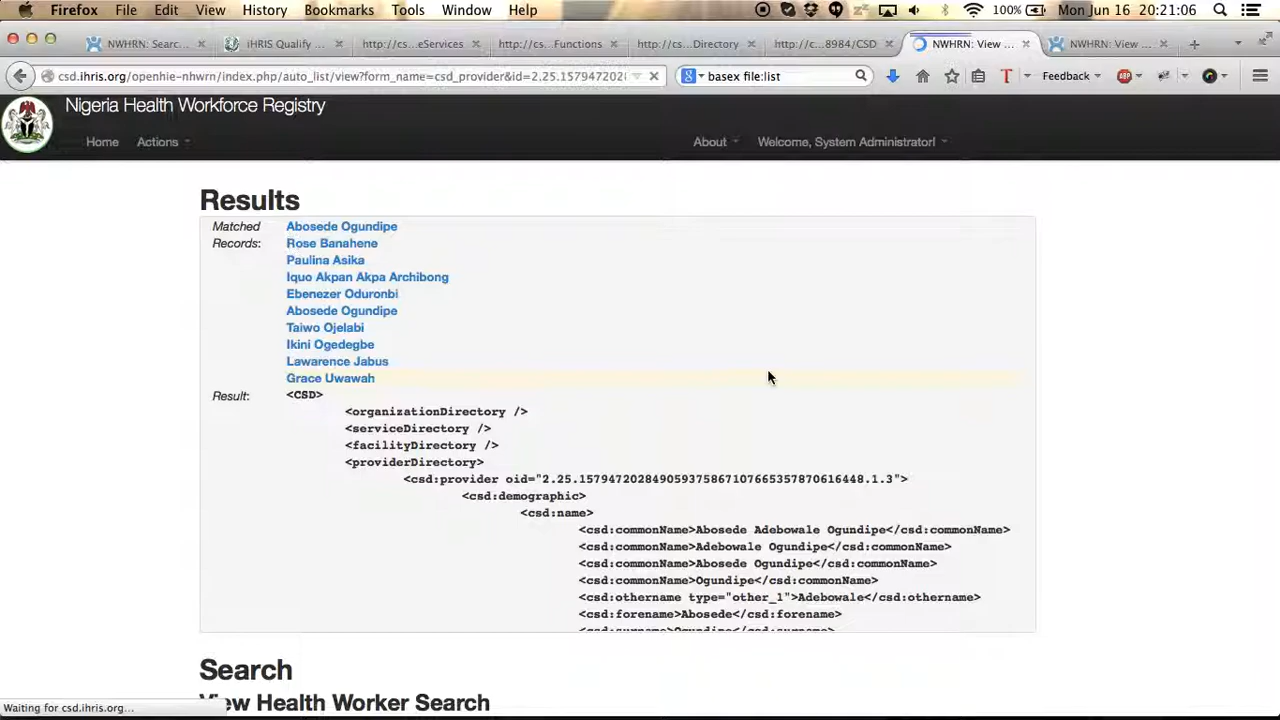 Firefox File Edit View History Bookmarks Tools Window Help 100% Mon Jun 16 20:21:06
NWHRN: Searc... × iHRIS Qualify ... × http://cs...eServices × http://cs...Functions × http://cs...Directory × http://c...8984/CSD × NWHRN: View ... × NWHRN: View ... × +
csd.ihris.org/openhie-nhwrn/index.php/auto_list/view?form_name=csd_provider&id=2.25.1579472028 basex file:list Feedback ABP
Nigeria Health Workforce Registry
Home Actions About Welcome, System Administrator!
Results
Matched Abosede Ogundipe
Records: Rose Banahene
Paulina Asika
Iquo Akpan Akpa Archibong
Ebenezer Oduronbi
Abosede Ogundipe
Taiwo Ojelabi
Ikini Ogedegbe
Lawarence Jabus
Grace Uwawah
Result: <CSD>
<organizationDirectory />
<serviceDirectory />
<facilityDirectory />
<providerDirectory>
<csd:provider oid="2.25.157947202849059375867107665357870616448.1.3">
<csd:demographic>
<csd:name>
<csd:commonName>Abosede Adebowale Ogundipe</csd:commonName>
<csd:commonName>Adebowale Ogundipe</csd:commonName>
<csd:commonName>Abosede Ogundipe</csd:commonName>
<csd:commonName>Ogundipe</csd:commonName>
<csd:othername type="other_1">Adebowale</csd:othername>
<csd:forename>Abosede</csd:forename>
<csd:surname>Ogundipe</csd:surname>
Search
View Health Worker Search
Waiting for csd.ihris.org...